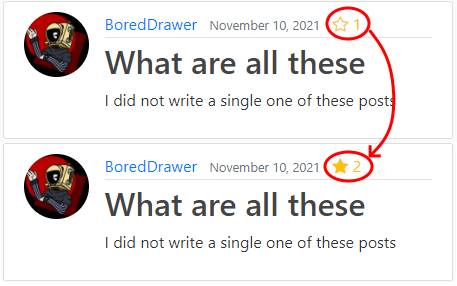 BoredDrawer November 10, 2021 ☆ 1
What are all these
I did not write a single one of these posts
BoredDrawer November 10, 2021 ★ 2
What are all these
I did not write a single one of these posts